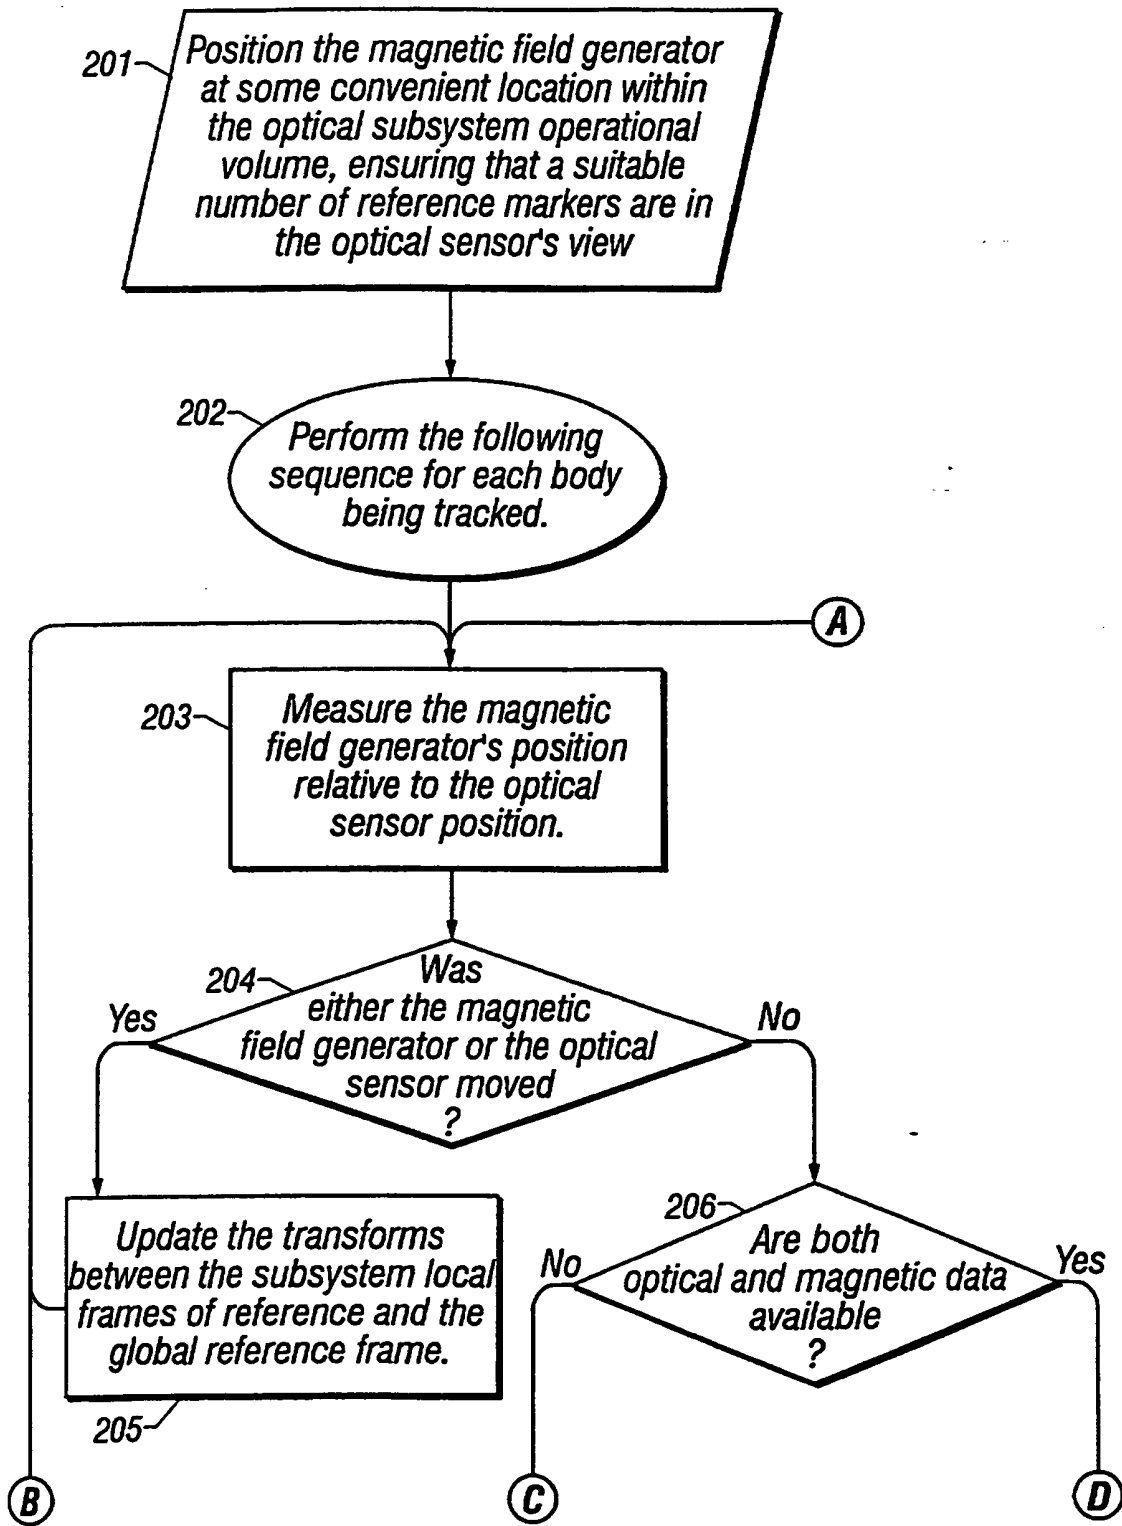 201
Position the magnetic field generator
at some convenient location within
the optical subsystem operational
volume, ensuring that a suitable
number of reference markers are in
the optical sensor's view
202
Perform the following
sequence for each body
being tracked.
A
203
Measure the magnetic
field generator's position
relative to the optical
sensor position.
204
Was
either the magnetic
field generator or the optical
sensor moved
?
Yes
No
Update the transforms
between the subsystem local
frames of reference and the
global reference frame.
205
206
Are both
optical and magnetic data
available
?
No
Yes
B
C
D